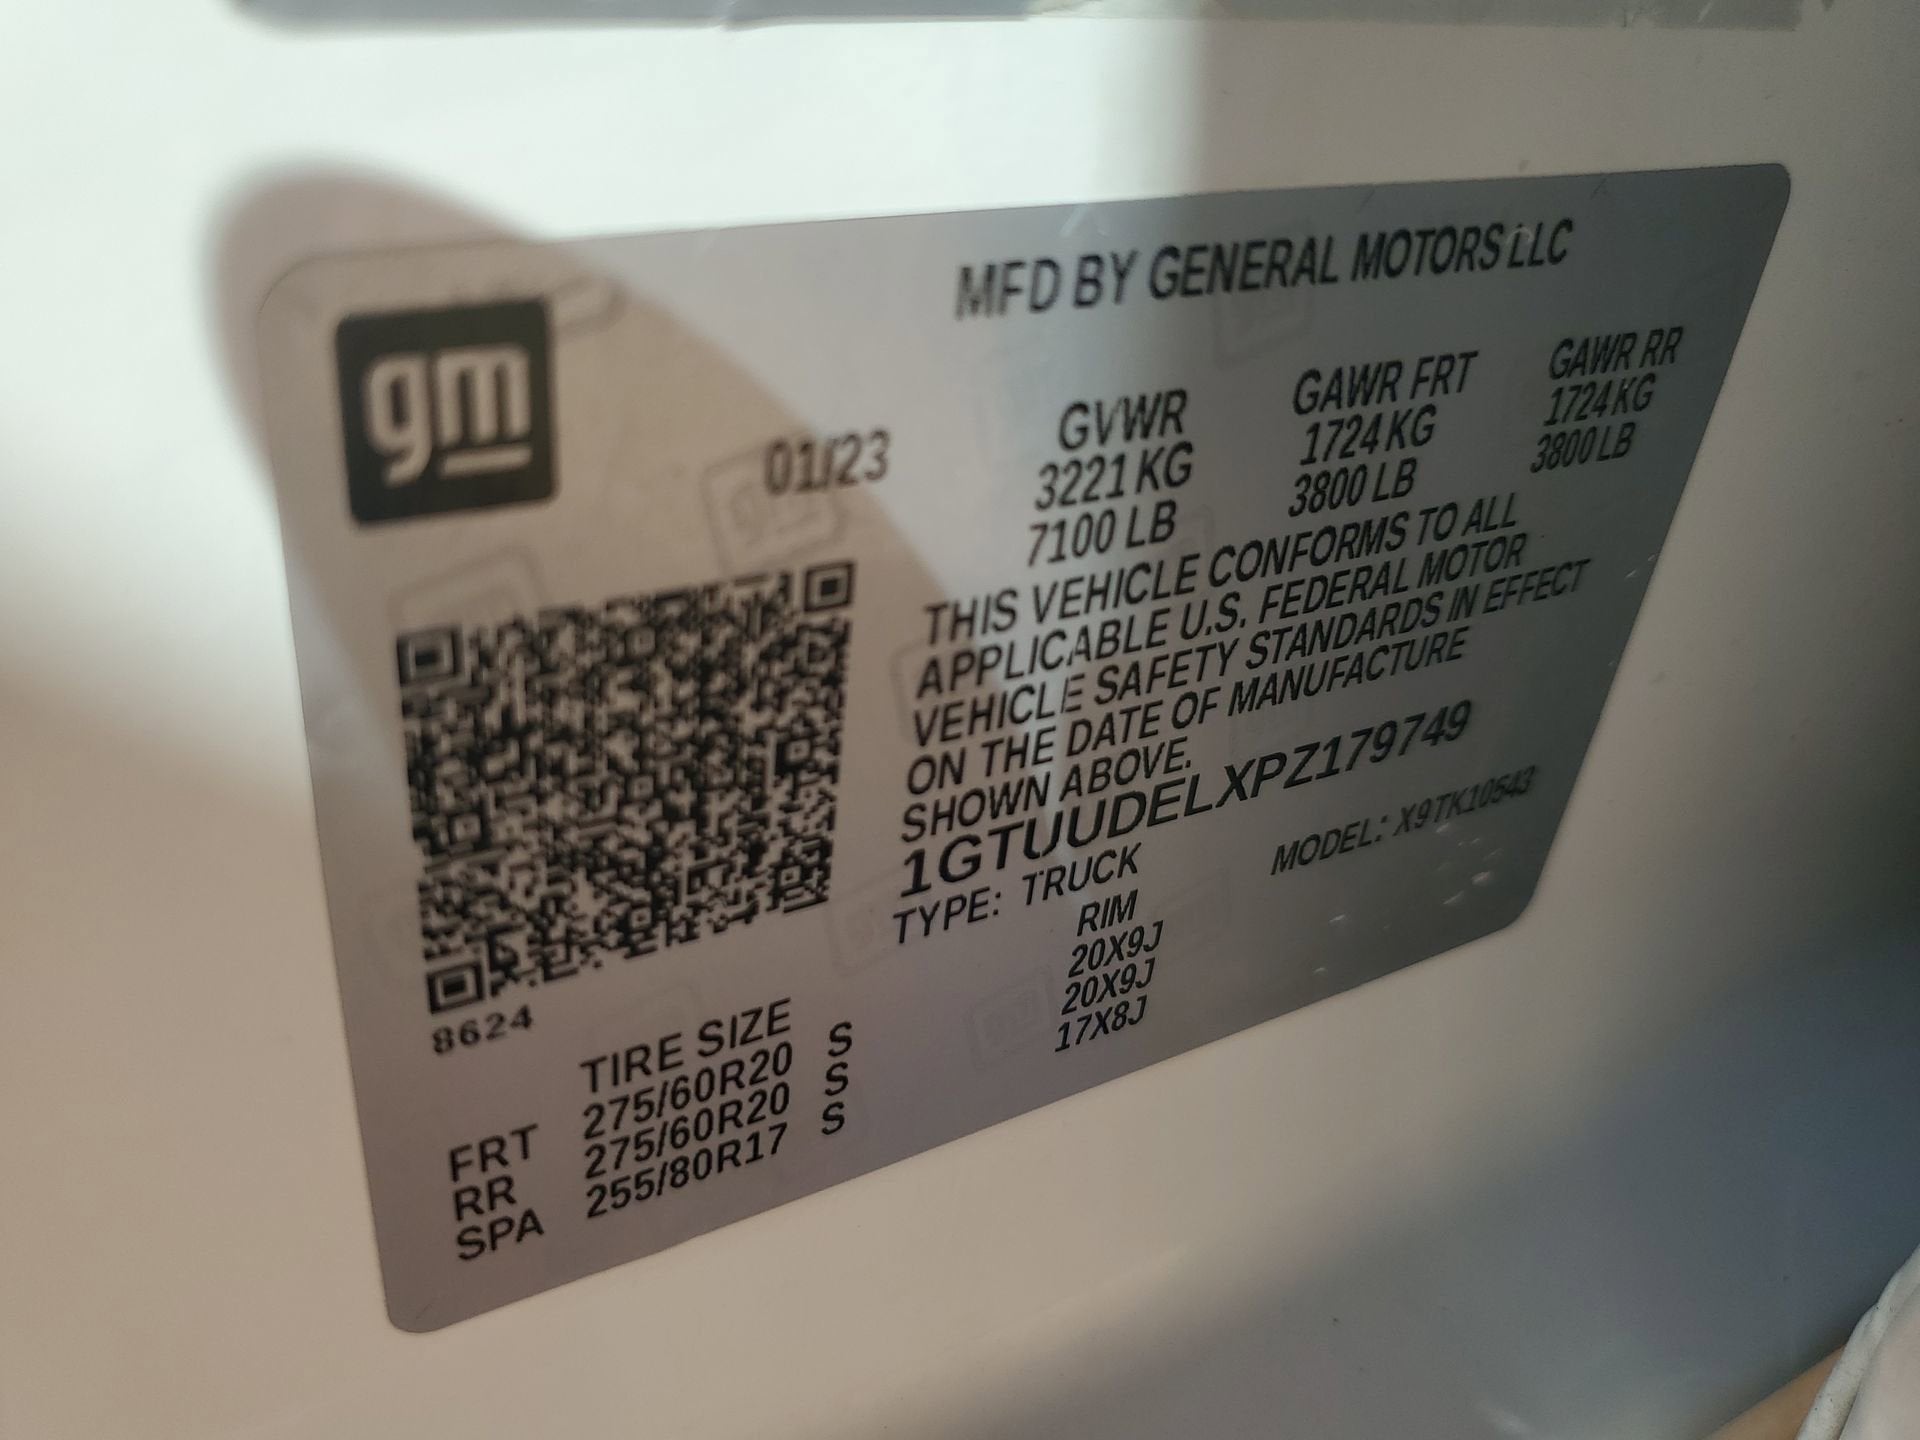 gm
MFD BY GENERAL MOTORS LLC
01/23
GVWR GAWR FRT GAWR RR
3221 KG 1724 KG 1724 KG
7100 LB 3800 LB 3800 LB
THIS VEHICLE CONFORMS TO ALL
APPLICABLE U.S. FEDERAL MOTOR
VEHICLE SAFETY STANDARDS IN EFFECT
ON THE DATE OF MANUFACTURE
SHOWN ABOVE.
1GTUUDELXPZ179749
TYPE: TRUCK MODEL: X9TK10543
8624
TIRE SIZE RIM
FRT 275/60R20 S 20X9J
RR 275/60R20 S 20X9J
SPA 255/80R17 S 17X8J